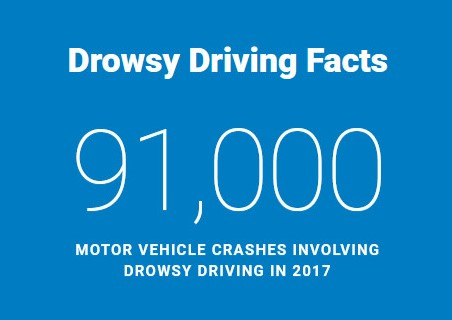 Drowsy Driving Facts
91,000
MOTOR VEHICLE CRASHES INVOLVING
DROWSY DRIVING IN 2017